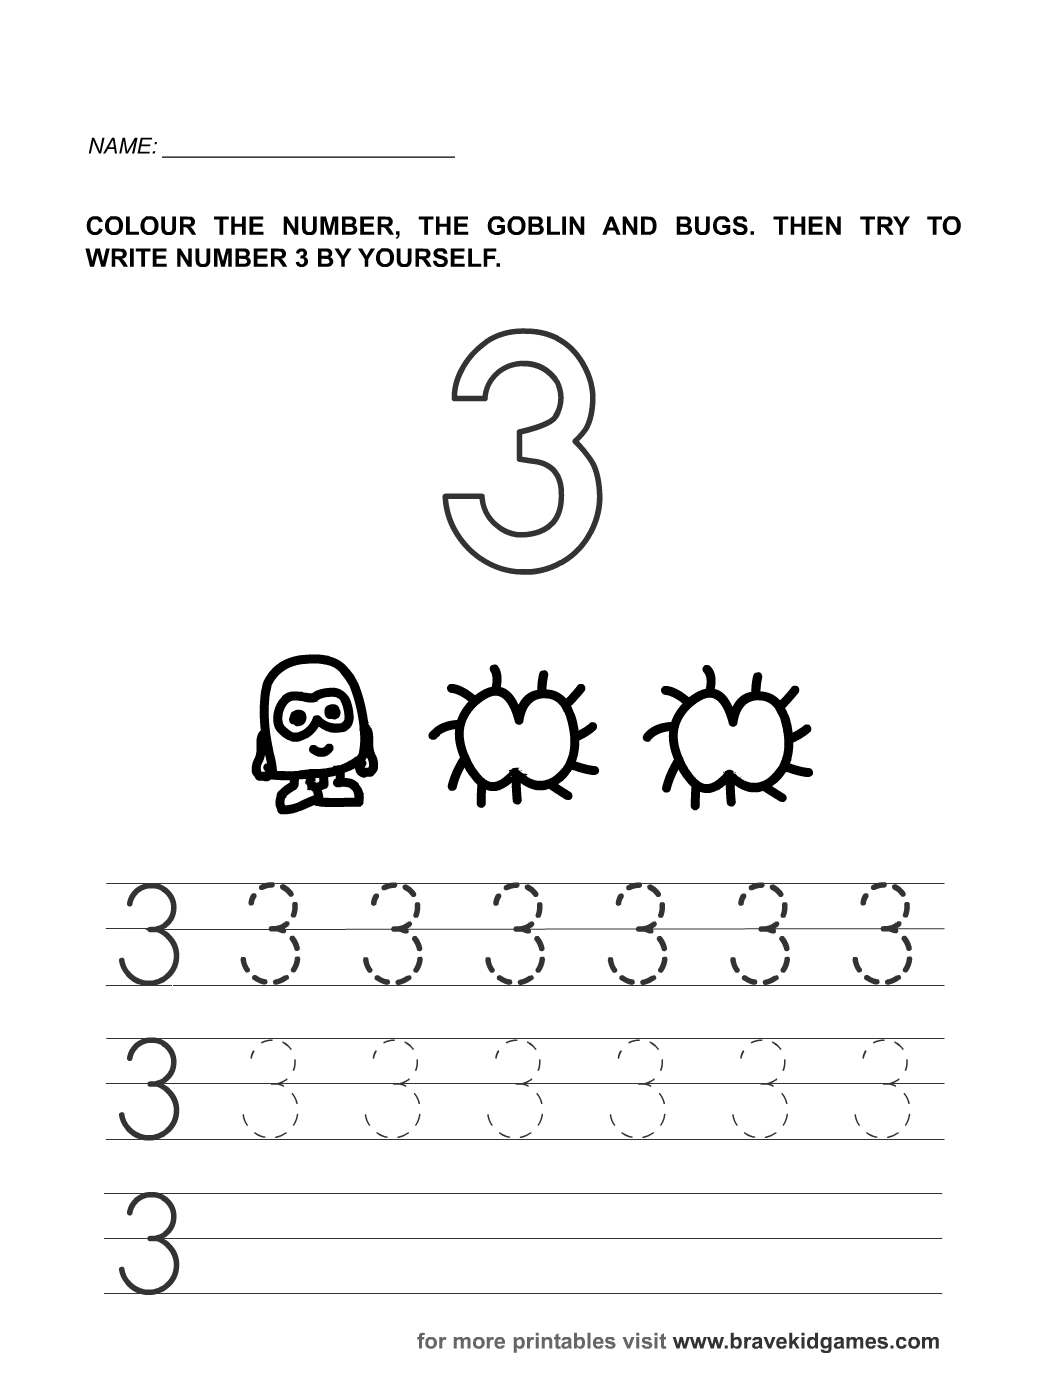 NAME:
COLOUR THE NUMBER, THE GOBLIN AND BUGS. THEN TRY TO
WRITE NUMBER 3 BY YOURSELF.
3
3 3 3 3 3 3 3
3 3 3 3 3 3 3
3
for more printables visit www.bravekidgames.com